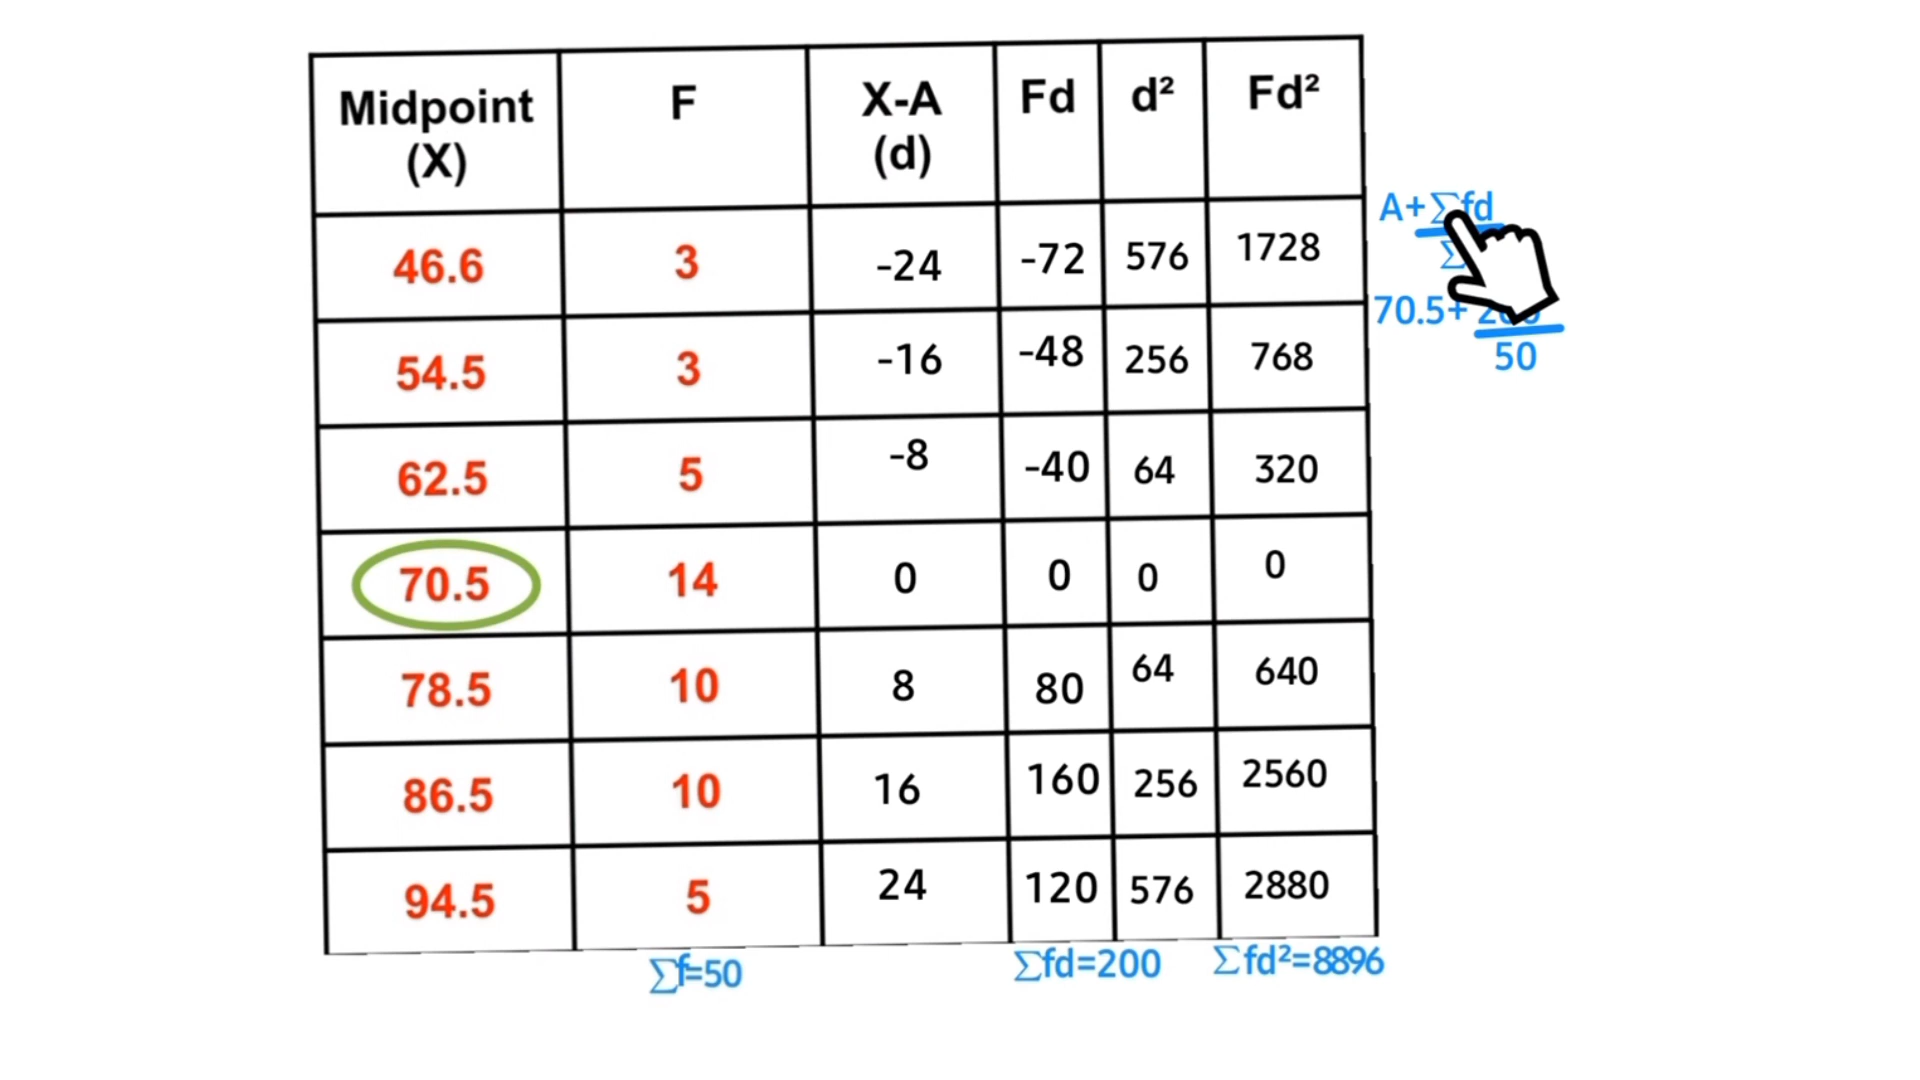 Midpoint (X) F X-A (d) Fd d² Fd²
46.6 3 -24 -72 576 1728
54.5 3 -16 -48 256 768
62.5 5 -8 -40 64 320
70.5 14 0 0 0 0
78.5 10 8 80 64 640
86.5 10 16 160 256 2560
94.5 5 24 120 576 2880
∑f=50 ∑fd=200 ∑fd²=8896
A+∑fd
∑
70.5+
50